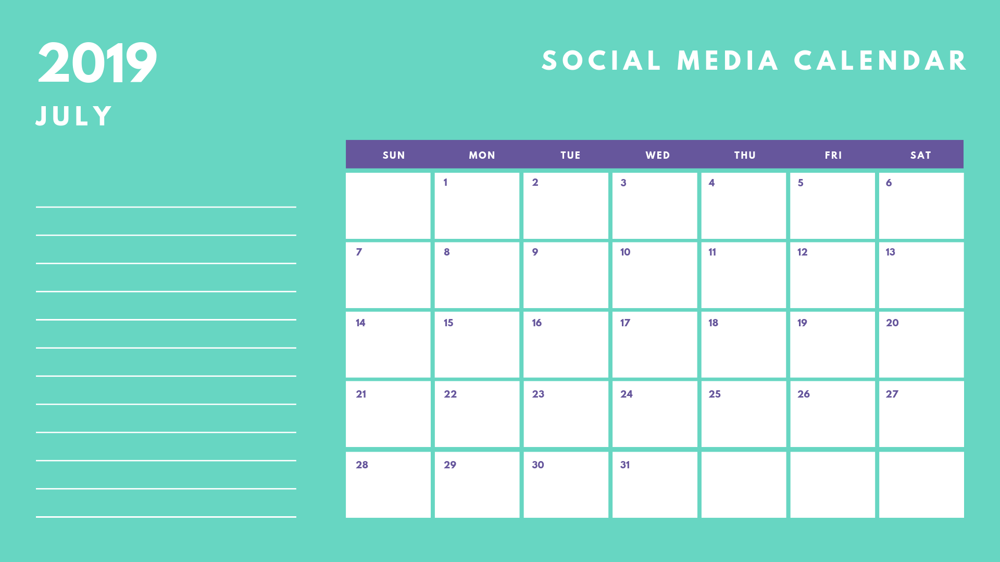 2019
SOCIAL MEDIA CALENDAR
JULY
SUN MON TUE WED THU FRI SAT
1 2 3 4 5 6
7 8 9 10 11 12 13
14 15 16 17 18 19 20
21 22 23 24 25 26 27
28 29 30 31